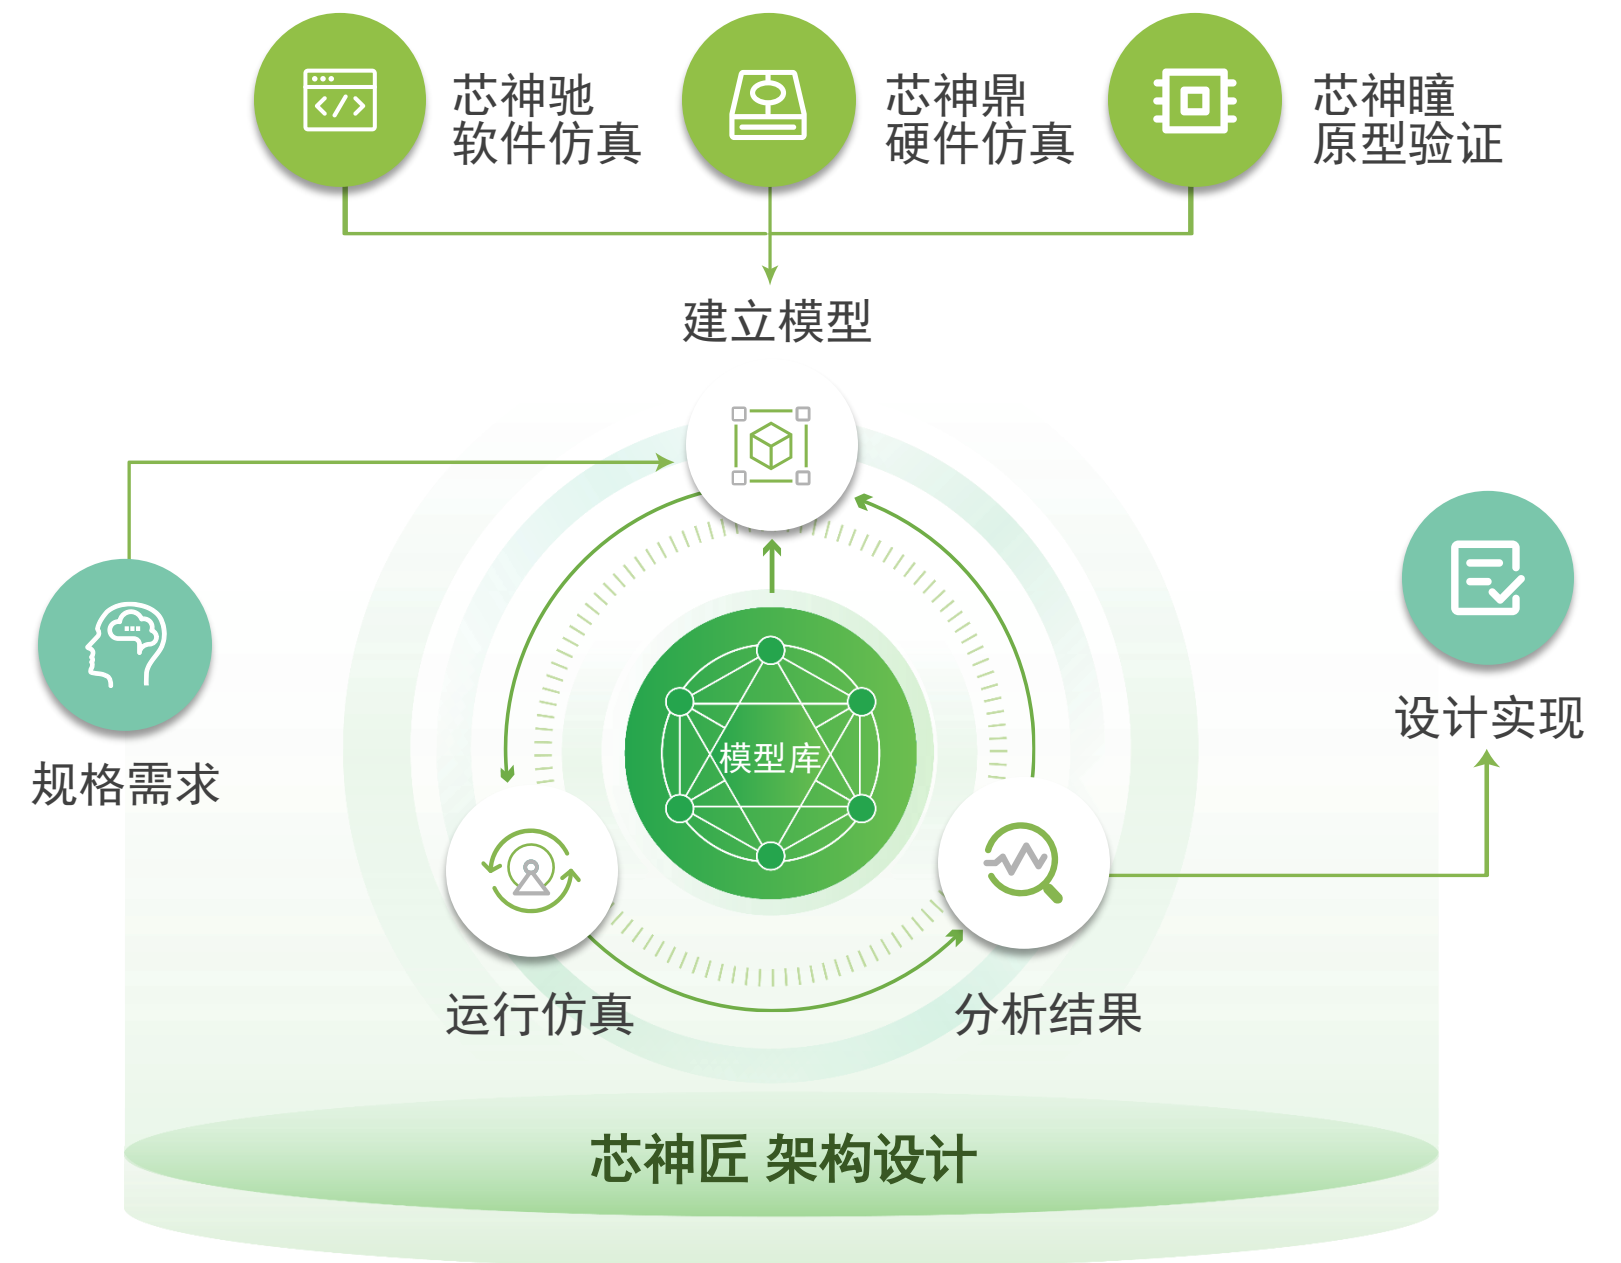 芯神驰
软件仿真
芯神鼎
硬件仿真
芯神瞳
原型验证
建立模型
规格需求
模型库
设计实现
运行仿真
分析结果
芯神匠 架构设计